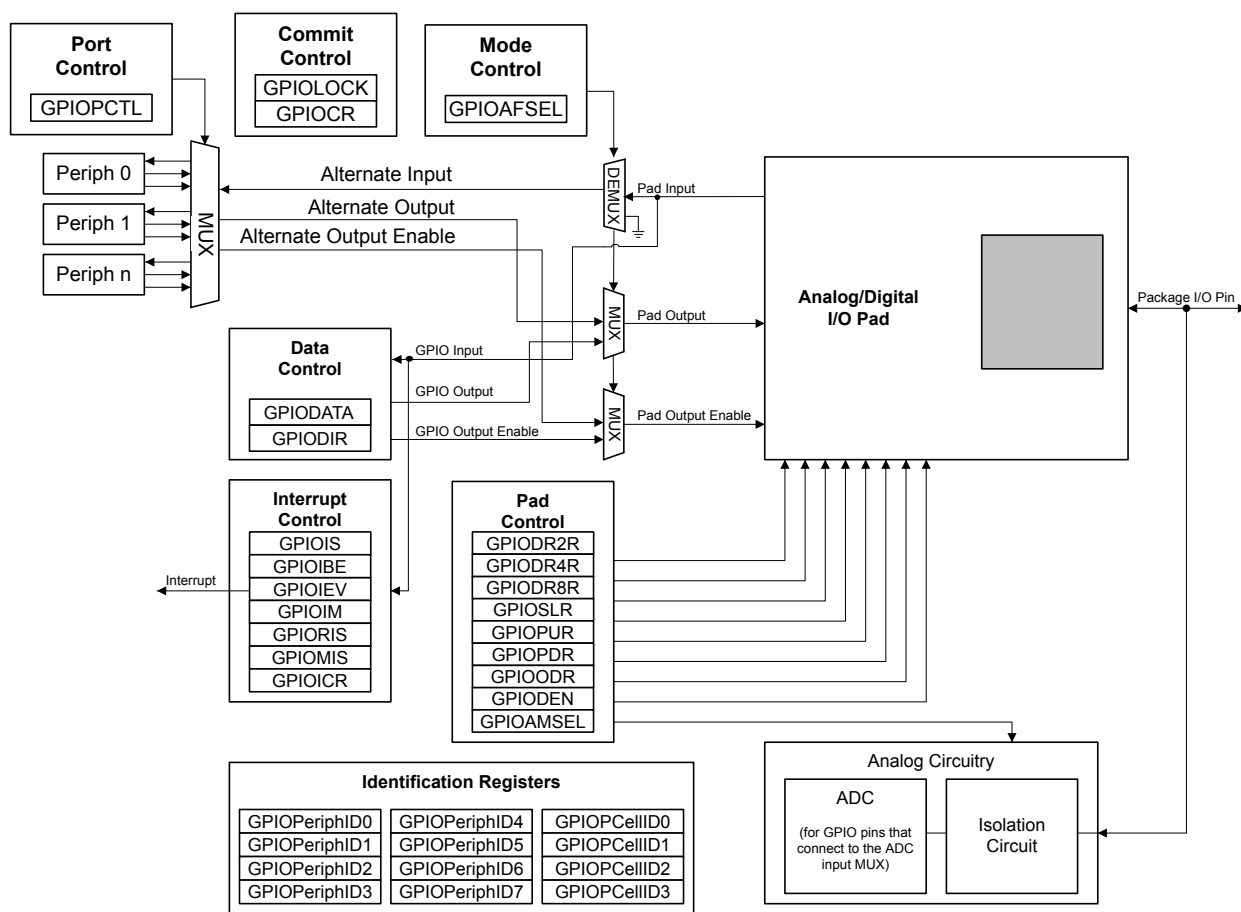 Port
Control
GPIOPCTL
Commit
Control
GPIOLOCK
GPIOCR
Mode
Control
GPIOAFSEL
Periph 0
Periph 1
Periph n
MUX
Alternate Input
Alternate Output
Alternate Output Enable
DEMUX
Pad Input
MUX
Pad Output
MUX
Pad Output Enable
Analog/Digital
I/O Pad
Package I/O Pin
Data
Control
GPIODATA
GPIODIR
GPIO Input
GPIO Output
GPIO Output Enable
Interrupt
Control
GPIOIS
GPIOIBE
GPIOIEV
GPIOIM
GPIORIS
GPIOMIS
GPIOICR
Interrupt
Pad
Control
GPIODR2R
GPIODR4R
GPIODR8R
GPIOSLR
GPIOPUR
GPIOPDR
GPIOODR
GPIODEN
GPIOAMSEL
Analog Circuitry
ADC
(for GPIO pins that
connect to the ADC
input MUX)
Isolation
Circuit
Identification Registers
GPIOPeriphID0
GPIOPeriphID1
GPIOPeriphID2
GPIOPeriphID3
GPIOPeriphID4
GPIOPeriphID5
GPIOPeriphID6
GPIOPeriphID7
GPIOPCellID0
GPIOPCellID1
GPIOPCellID2
GPIOPCellID3